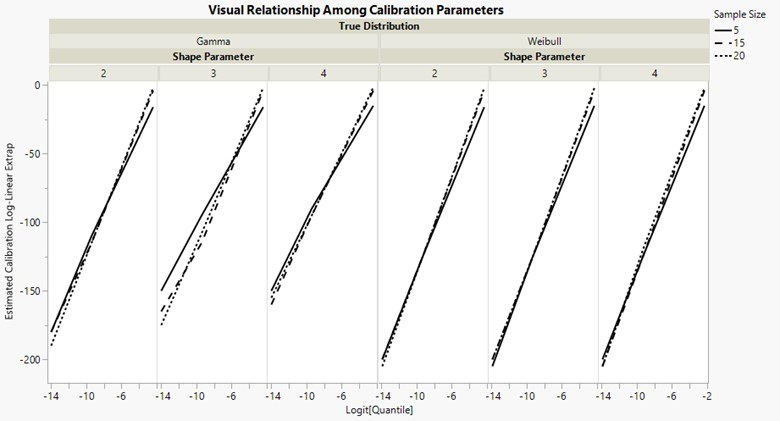 Visual Relationship Among Calibration Parameters
True Distribution
Gamma Weibull
Shape Parameter Shape Parameter
2 3 4 2 3 4
Sample Size
5
15
20
Estimated Calibration Log-Linear Extrap
0
-50
-100
-150
-200
-14 -10 -6 -14 -10 -6 -14 -10 -6 -14 -10 -6 -14 -10 -6 -14 -10 -6 -2
Logit[Quantile]